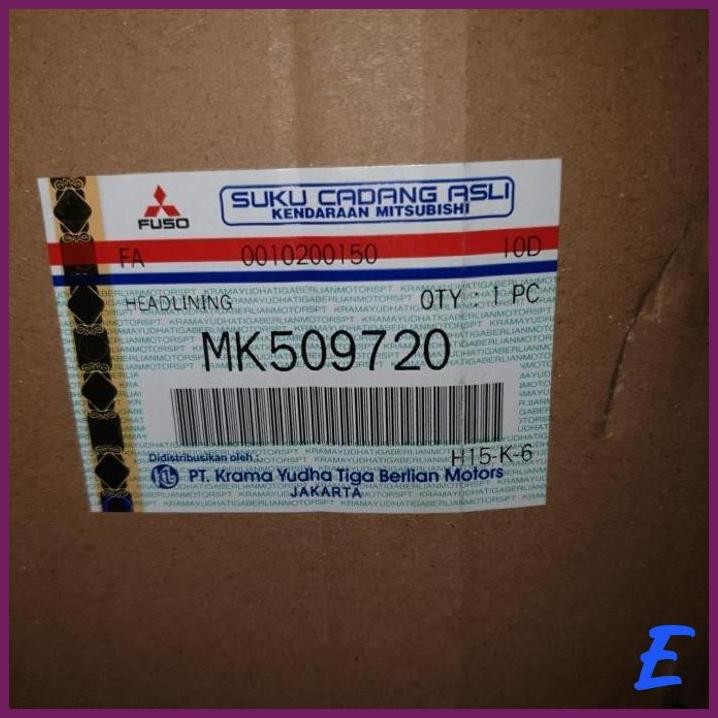 FUSO
SUKU CADANG ASLI
KENDARAAN MITSUBISHI
FA 0010200150 10D
HEADLINING QTY : 1 PC
MK509720
H15-K-6
Didistribusikan oleh :
KTB PT. Krama Yudha Tiga Berlian Motors
JAKARTA
E